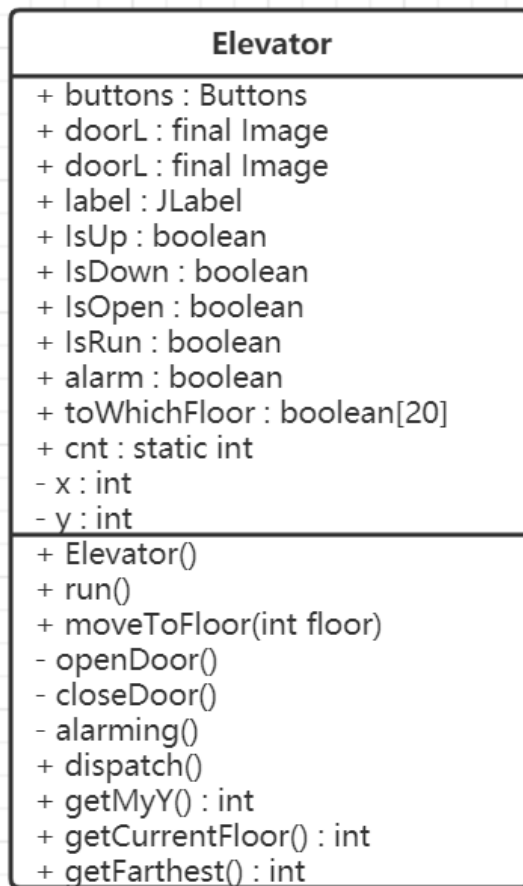 Elevator
+ buttons : Buttons
+ doorL : final Image
+ doorL : final Image
+ label : JLabel
+ IsUp : boolean
+ IsDown : boolean
+ IsOpen : boolean
+ IsRun : boolean
+ alarm : boolean
+ toWhichFloor : boolean[20]
+ cnt : static int
- x : int
- y : int
+ Elevator()
+ run()
+ moveToFloor(int floor)
- openDoor()
- closeDoor()
- alarming()
+ dispatch()
+ getMyY() : int
+ getCurrentFloor() : int
+ getFarthest() : int